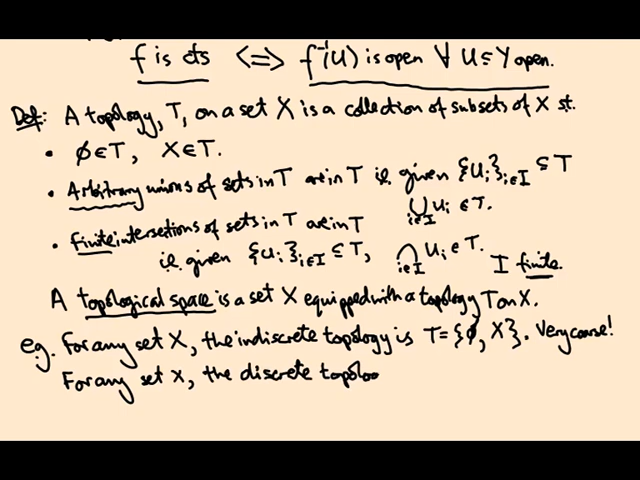 f is cts <=> f⁻¹(U) is open ∀ U ⊆ Y open.
Def: A topology, T, on a set X is a collection of subsets of X st.
• ∅ ∈ T, X ∈ T.
• Arbitrary unions of sets in T are in T i.e. given {Uᵢ}ᵢ∈I ⊆ T
⋃ᵢ∈I Uᵢ ∈ T.
• Finite intersections of sets in T are in T
i.e. given {Uᵢ}ᵢ∈I ⊆ T, ⋂ᵢ∈I Uᵢ ∈ T. I finite.
A topological space is a set X equipped with a topology T on X.
e.g. For any set X, the indiscrete topology is T = {∅, X}. Very coarse!
For any set X, the discrete topolo